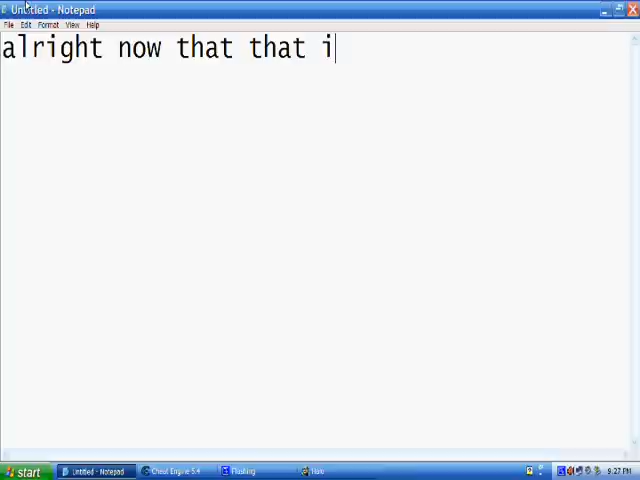 Untitled - Notepad
File Edit Format View Help
alright now that that i
start Untitled - Notepad Cheat Engine 5.4 Flashing 9:27 PM